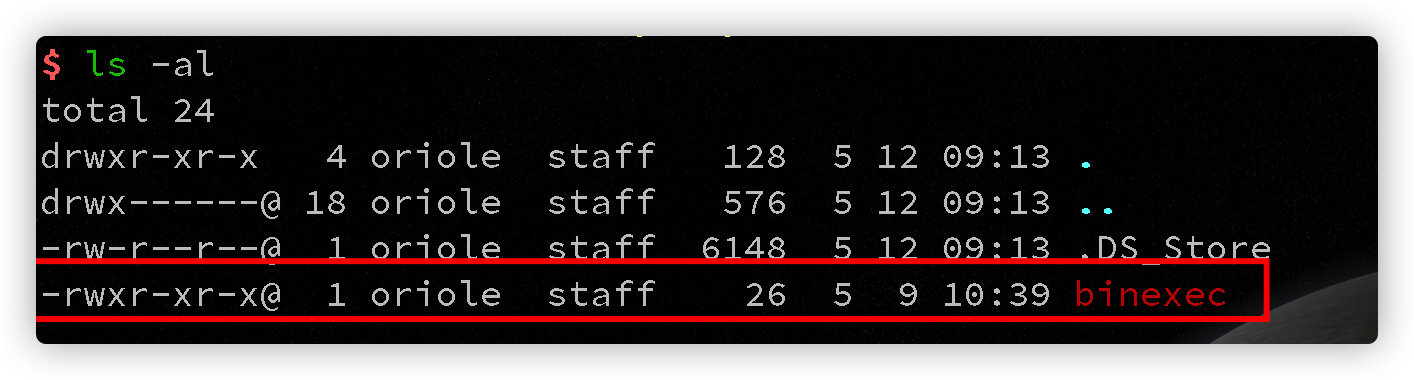 $ ls -al
total 24
drwxr-xr-x   4 oriole  staff   128  5 12 09:13 .
drwx------@ 18 oriole  staff   576  5 12 09:13 ..
-rw-r--r--@  1 oriole  staff  6148  5 12 09:13 .DS_Store
-rwxr-xr-x@  1 oriole  staff    26  5  9 10:39 binexec